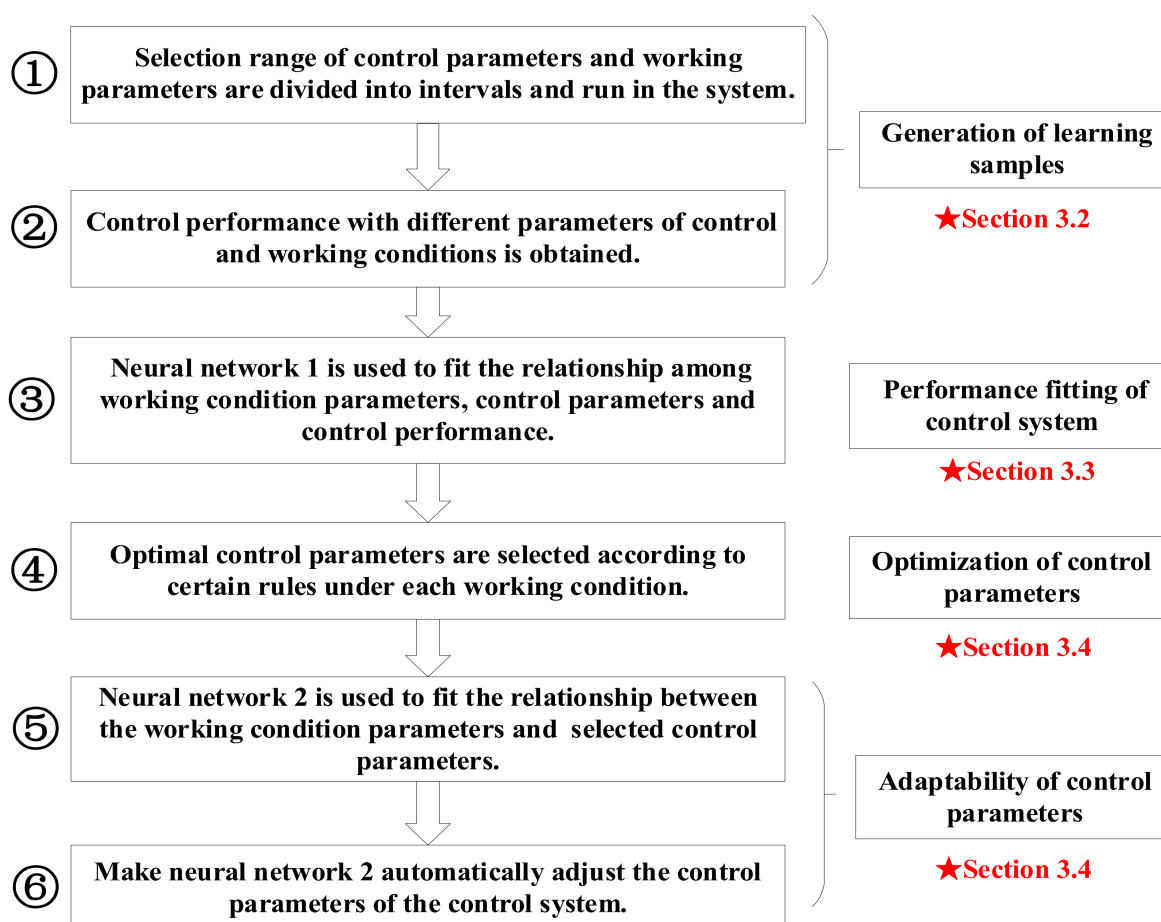 ①
Selection range of control parameters and working
parameters are divided into intervals and run in the system.
②
Control performance with different parameters of control
and working conditions is obtained.
Generation of learning
samples
★Section 3.2
③
Neural network 1 is used to fit the relationship among
working condition parameters, control parameters and
control performance.
Performance fitting of
control system
★Section 3.3
④
Optimal control parameters are selected according to
certain rules under each working condition.
Optimization of control
parameters
★Section 3.4
⑤
Neural network 2 is used to fit the relationship between
the working condition parameters and selected control
parameters.
⑥
Make neural network 2 automatically adjust the control
parameters of the control system.
Adaptability of control
parameters
★Section 3.4